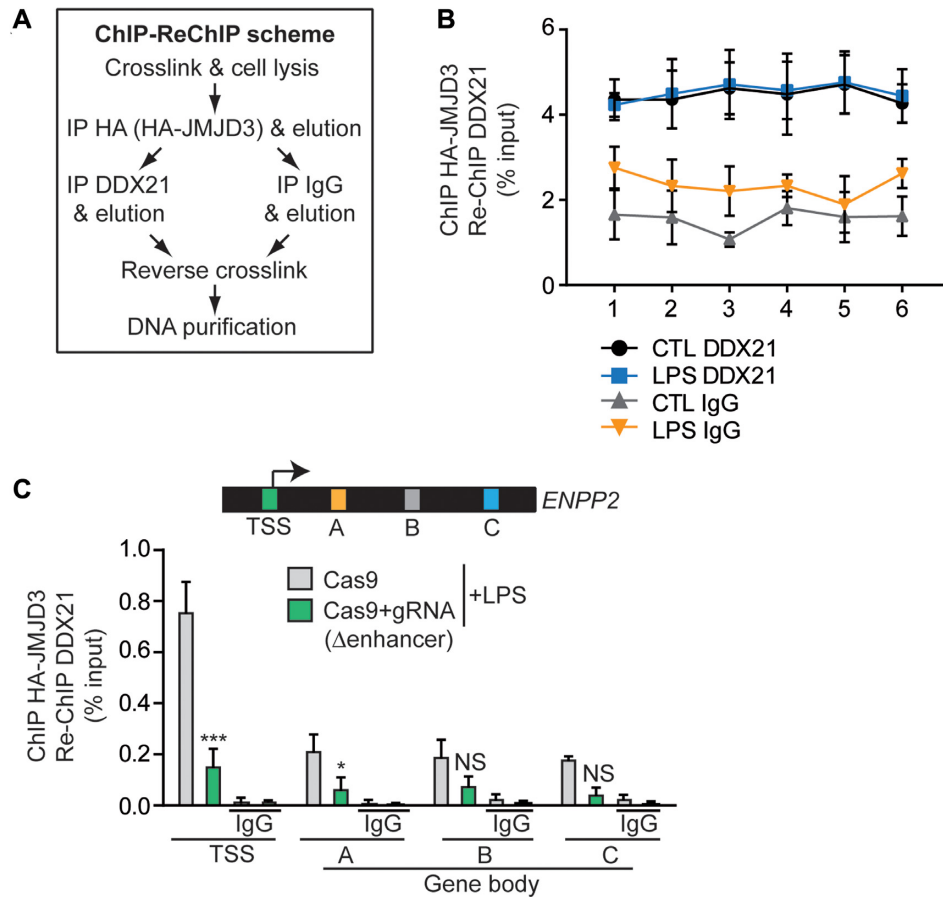 A
ChIP-ReChIP scheme
Crosslink & cell lysis
IP HA (HA-JMJD3) & elution
IP DDX21
& elution
IP IgG
& elution
Reverse crosslink
DNA purification
B
ChIP HA-JMJD3
Re-ChIP DDX21
(% input)
6
4
2
0
1 2 3 4 5 6
CTL DDX21
LPS DDX21
CTL IgG
LPS IgG
C
ENPP2
TSS A B C
ChIP HA-JMJD3
Re-ChIP DDX21
(% input)
1.0
0.8
0.6
0.4
0.2
0.0
Cas9
Cas9+gRNA
(Δenhancer)
+LPS
*** * NS NS
IgG IgG IgG IgG
TSS A B C
Gene body